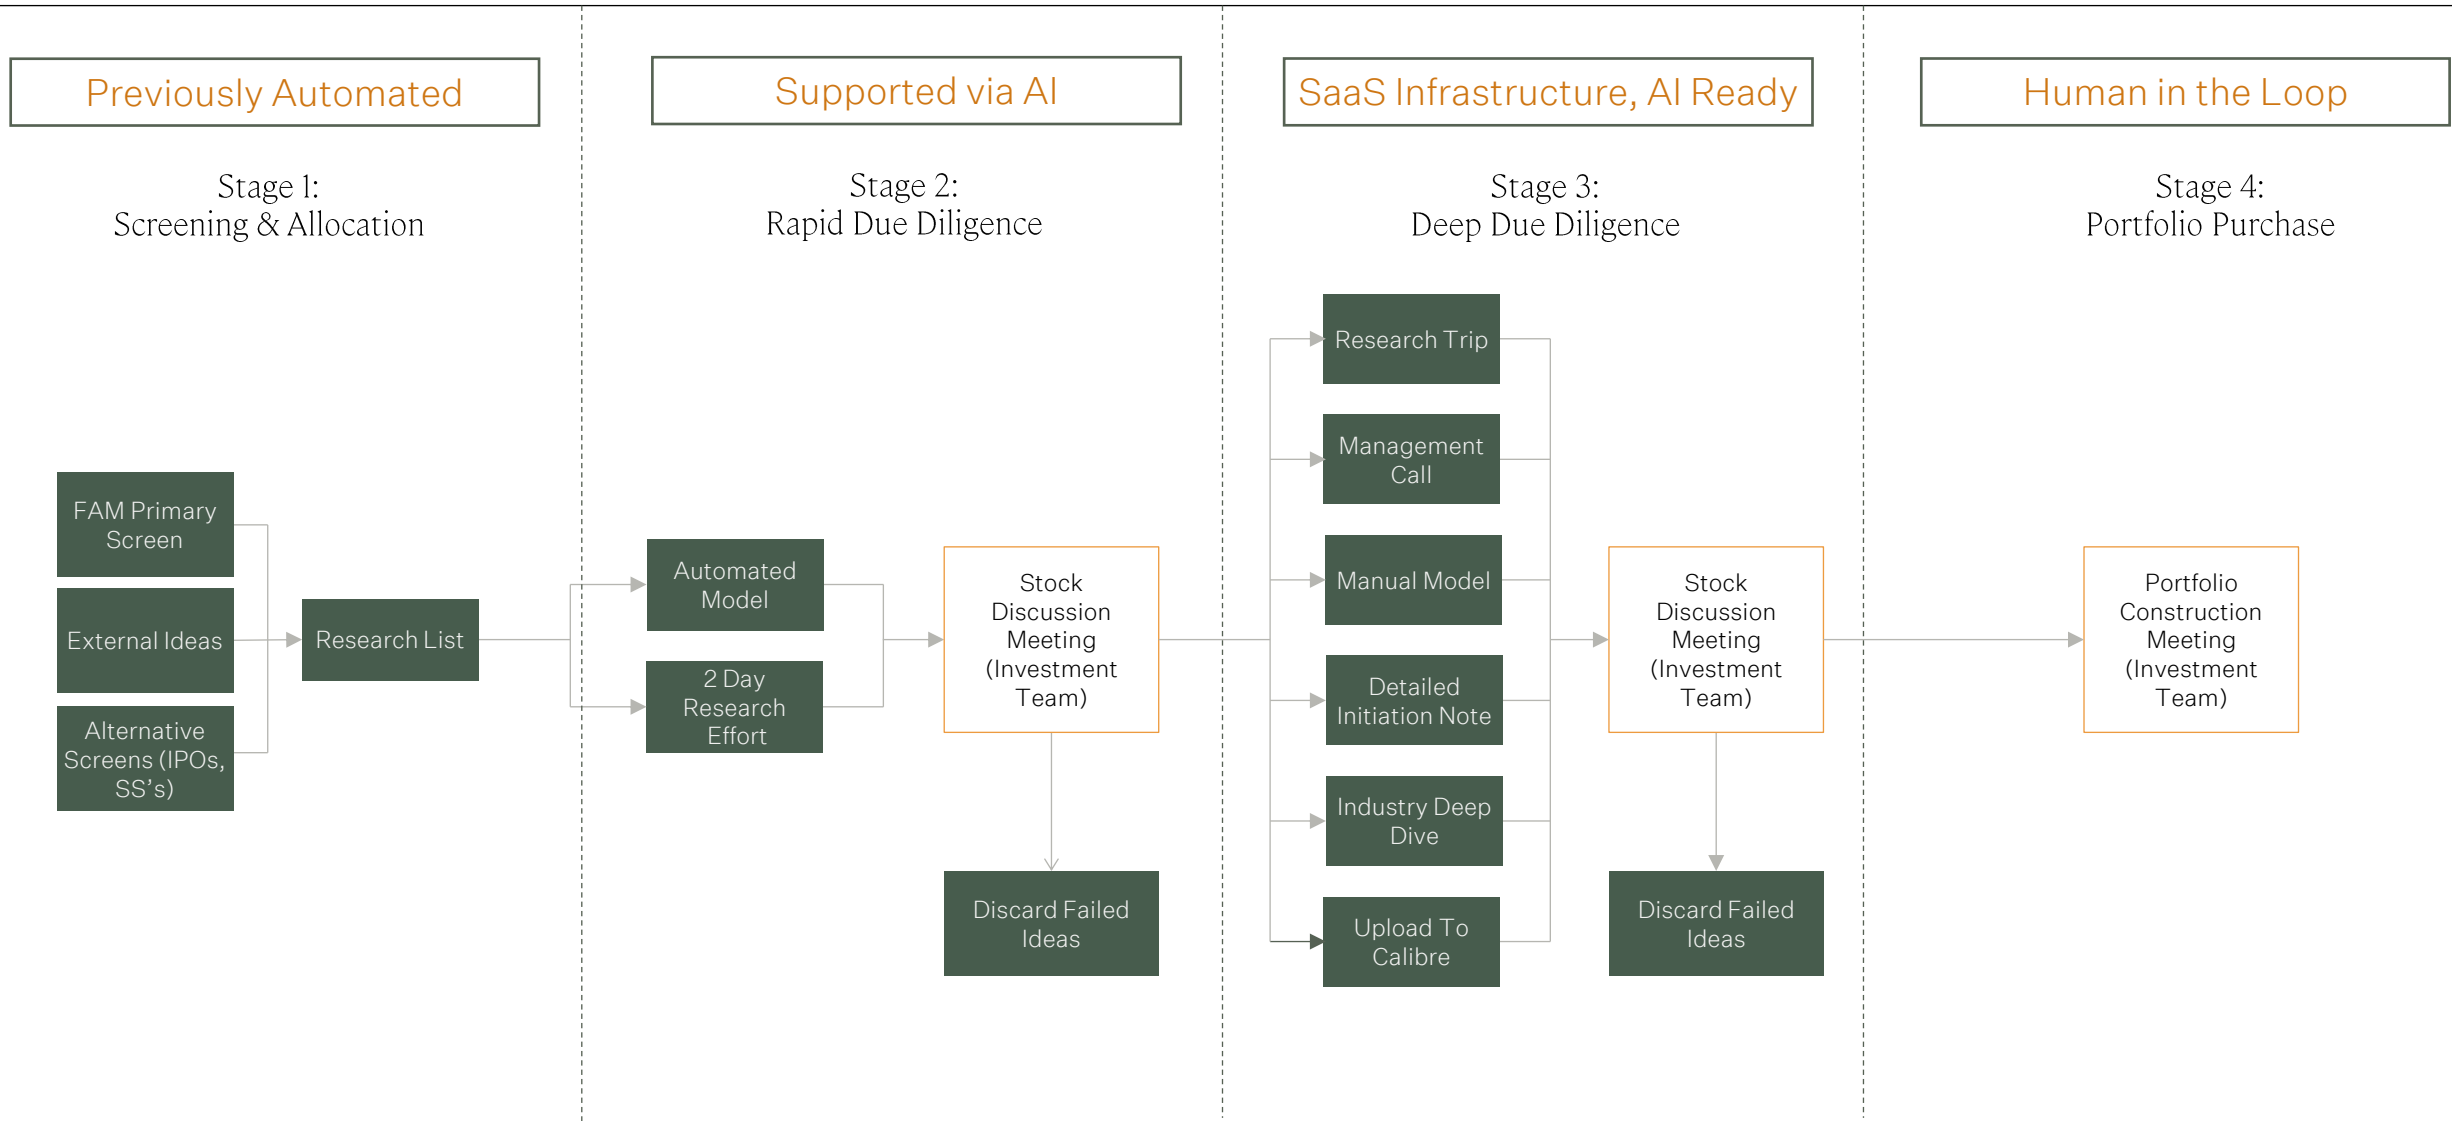 Previously Automated
Supported via AI
SaaS Infrastructure, AI Ready
Human in the Loop
Stage 1:
Screening & Allocation
Stage 2:
Rapid Due Diligence
Stage 3:
Deep Due Diligence
Stage 4:
Portfolio Purchase
FAM Primary
Screen
External Ideas
Alternative
Screens (IPOs,
SS’s)
Research List
Automated
Model
2 Day
Research
Effort
Stock
Discussion
Meeting
(Investment
Team)
Discard Failed
Ideas
Research Trip
Management
Call
Manual Model
Detailed
Initiation Note
Industry Deep
Dive
Upload To
Calibre
Stock
Discussion
Meeting
(Investment
Team)
Discard Failed
Ideas
Portfolio
Construction
Meeting
(Investment
Team)